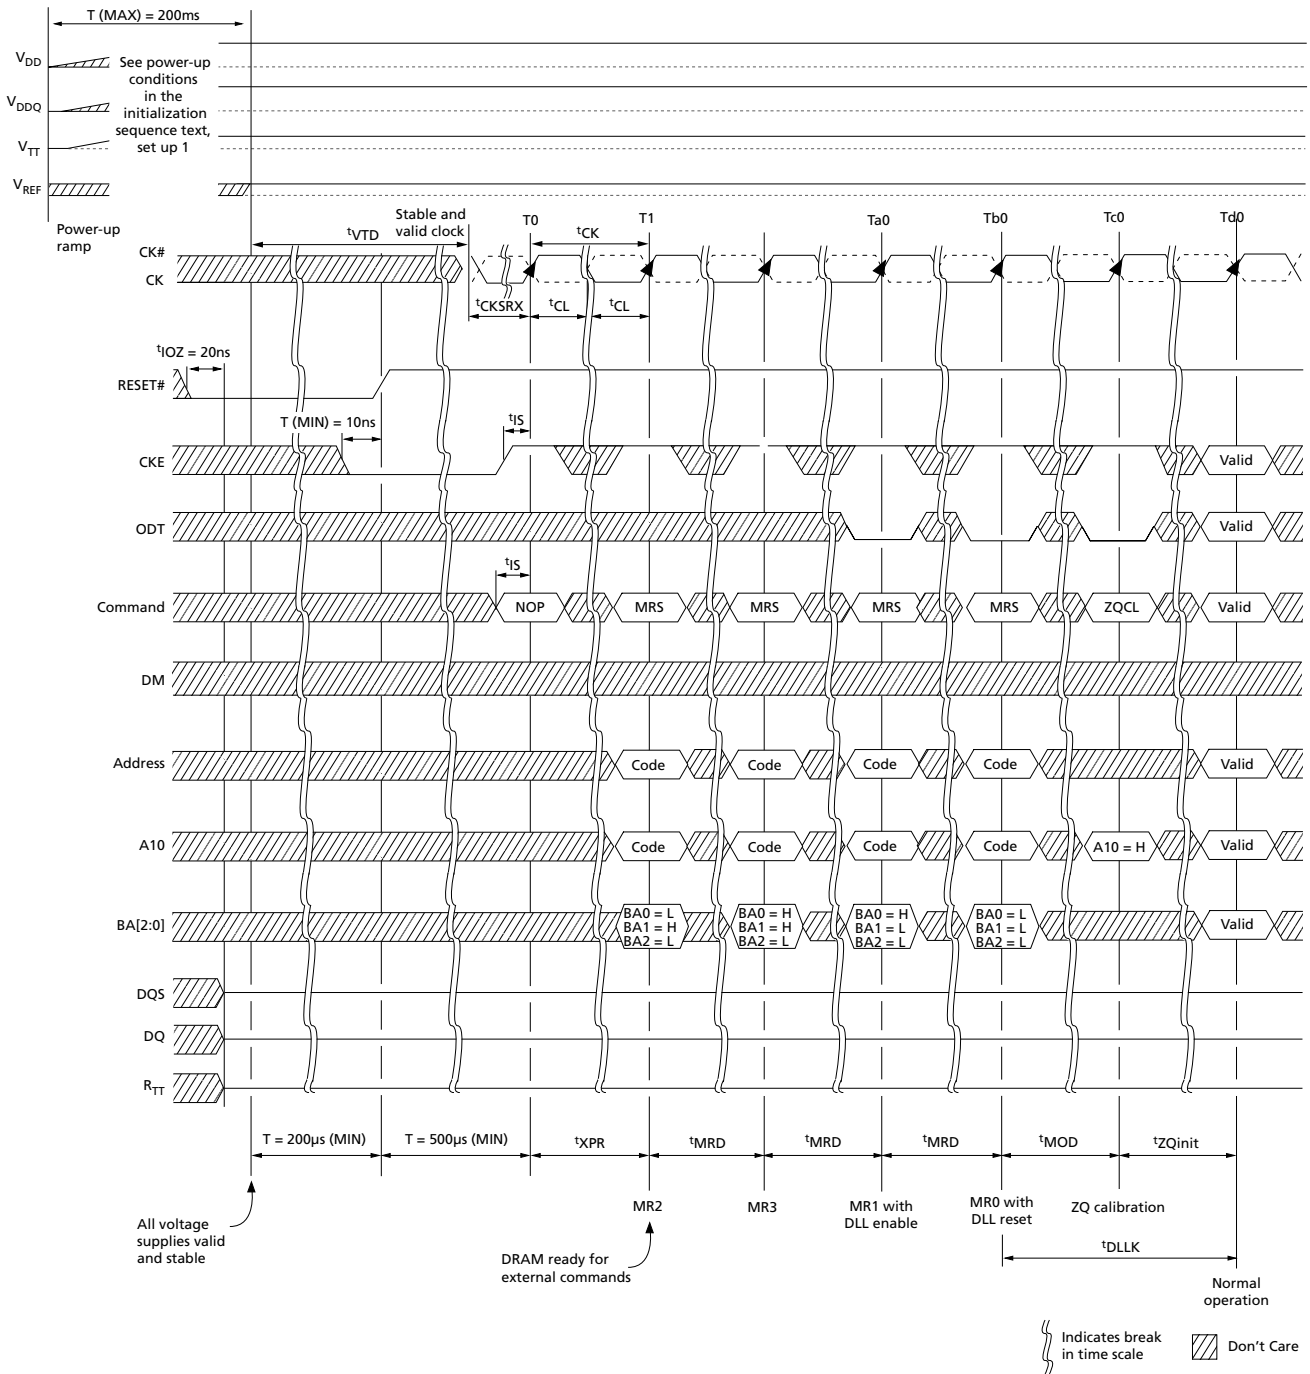 T (MAX) = 200ms
VDD
See power-up
conditions
in the
initialization
sequence text,
set up 1
VDDQ
VTT
VREF
Power-up
ramp
Stable and
valid clock
T0
T1
Ta0
Tb0
Tc0
Td0
tVTD
tCK
CK#
CK
tCKSRX
tCL
tCL
tIOZ = 20ns
RESET#
T (MIN) = 10ns
tIS
CKE
Valid
ODT
Valid
tIS
Command
NOP
MRS
MRS
MRS
MRS
ZQCL
Valid
DM
Address
Code
Code
Code
Code
Valid
A10
Code
Code
Code
Code
A10 = H
Valid
BA[2:0]
BA0 = L
BA1 = H
BA2 = L
BA0 = H
BA1 = H
BA2 = L
BA0 = H
BA1 = L
BA2 = L
BA0 = L
BA1 = L
BA2 = L
Valid
DQS
DQ
RTT
T = 200µs (MIN)
T = 500µs (MIN)
tXPR
tMRD
tMRD
tMRD
tMOD
tZQinit
All voltage
supplies valid
and stable
MR2
MR3
MR1 with
DLL enable
MR0 with
DLL reset
ZQ calibration
DRAM ready for
external commands
tDLLK
Normal
operation
Indicates break
in time scale
Don't Care